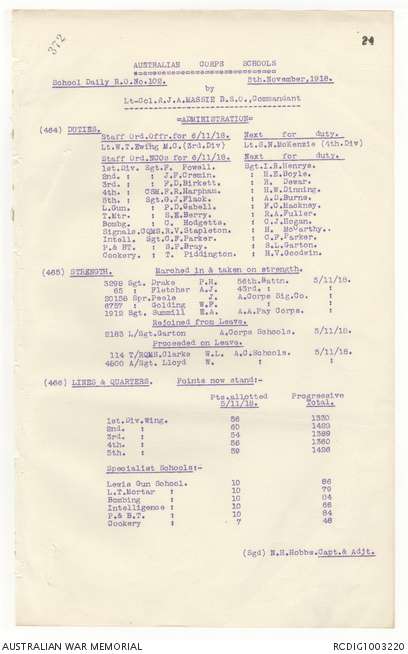 372
24
AUSTRALIAN CORPS SCHOOLS
School Daily R.O.No.102. 5th.November,1918.
by
Lt-Col.R.J.A.MASSIE D.S.O.,Commandant
=ADMINISTRATION=
(464) DUTIES.
Staff Ord.Offr.for 6/11/18. Next for duty.
Lt.W.T.Ewing M.C.(3rd.Div) Lt.G.N.McKenzie (4th.Div)
Staff Ord.NCOs for 6/11/18. Next for duty.
1st.Div. Sgt.F. Powell. Sgt.I.R.Henrys.
2nd. : : J.P.Cremin. : H.E.Boyle.
3rd. : : F.D.Birkett. : R. Dewar.
4th. : CSM.F.R.Narpham. : H.W.Dinning.
5th. : Sgt.G.J.Flack. : A.D.Burne.
L.Gun. : P.D.Gabell. : F.C.Hackney.
T.Mtr. : S.E.Berry. : R.A.Fuller.
Bombg. : C. Hodgetts. : C.J.Hogan.
Signals.CQMS.R.V.Stapleton. : H. McCarthy.
Intell. Sgt.C.F.Parker. : C.F.Parker.
P.& BT. : S.F.Bray. : S.L.Garton.
Cookery. : T. Piddington. : H.V.Goodwin.
(465) STRENGTH. Marched in & taken on strength.
3298 Sgt. Drake P.H. 56th.Battn. 5/11/18.
65 : Fletcher A.J. 43rd. : :
20158 Spr.Peele J. A.Corps Sig.Co. :
6757 : Golding W.F. : :
1912 Sgt. Summill E.A. A.A.Pay Corps. :
Rejoined from Leave.
2183 L/Sgt.Garton A.Corps Schools. 5/11/18.
Proceeded on Leave.
114 T/RQMS.Clarke W.L. A.C.Schools. 5/11/18.
4800 A/Sgt. Lloyd W. : :
(466) LINES & QUARTERS. Points now stand:-
Pts.allotted Progressive
5/11/18. Total.
1st.Div.Wing. 56 1330
2nd. : : 60 1423
3rd. : : 54 1389
4th. : : 56 1360
5th. : : 59 1426
Specialist Schools:-
Lewis Gun School. 10 86
L.T.Mortar : 10 79
Bombing : 10 84
Intelligence : 10 66
P.& B.T. : 10 84
Cookery : 7 46
(Sgd) N.H.Hobbs.Capt.& Adjt.
AUSTRALIAN WAR MEMORIAL RCDIG1003220